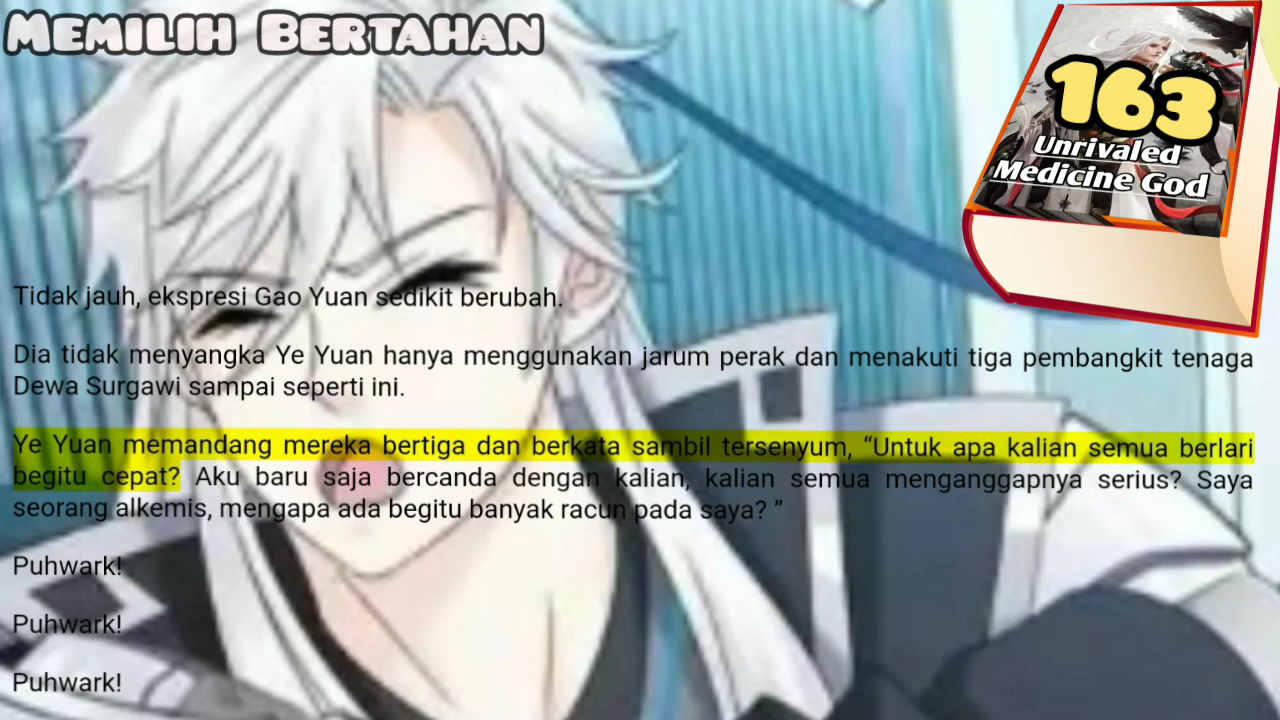 Memilih Bertahan
163
Unrivaled
Medicine God
Tidak jauh, ekspresi Gao Yuan sedikit berubah.
Dia tidak menyangka Ye Yuan hanya menggunakan jarum perak dan menakuti tiga pembangkit tenaga
Dewa Surgawi sampai seperti ini.
Ye Yuan memandang mereka bertiga dan berkata sambil tersenyum, “Untuk apa kalian semua berlari
begitu cepat? Aku baru saja bercanda dengan kalian, kalian semua menganggapnya serius? Saya
seorang alkemis, mengapa ada begitu banyak racun pada saya? ”
Puhwark!
Puhwark!
Puhwark!